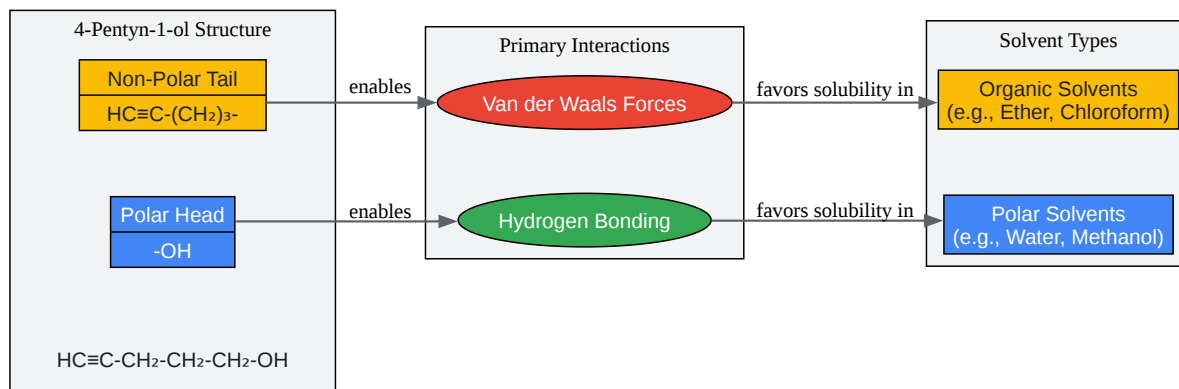 4-Pentyn-1-ol Structure
Non-Polar Tail
HC≡C-(CH₂)₃-
Polar Head
-OH
HC≡C-CH₂-CH₂-CH₂-OH
enables
enables
Primary Interactions
Van der Waals Forces
Hydrogen Bonding
favors solubility in
favors solubility in
Solvent Types
Organic Solvents
(e.g., Ether, Chloroform)
Polar Solvents
(e.g., Water, Methanol)